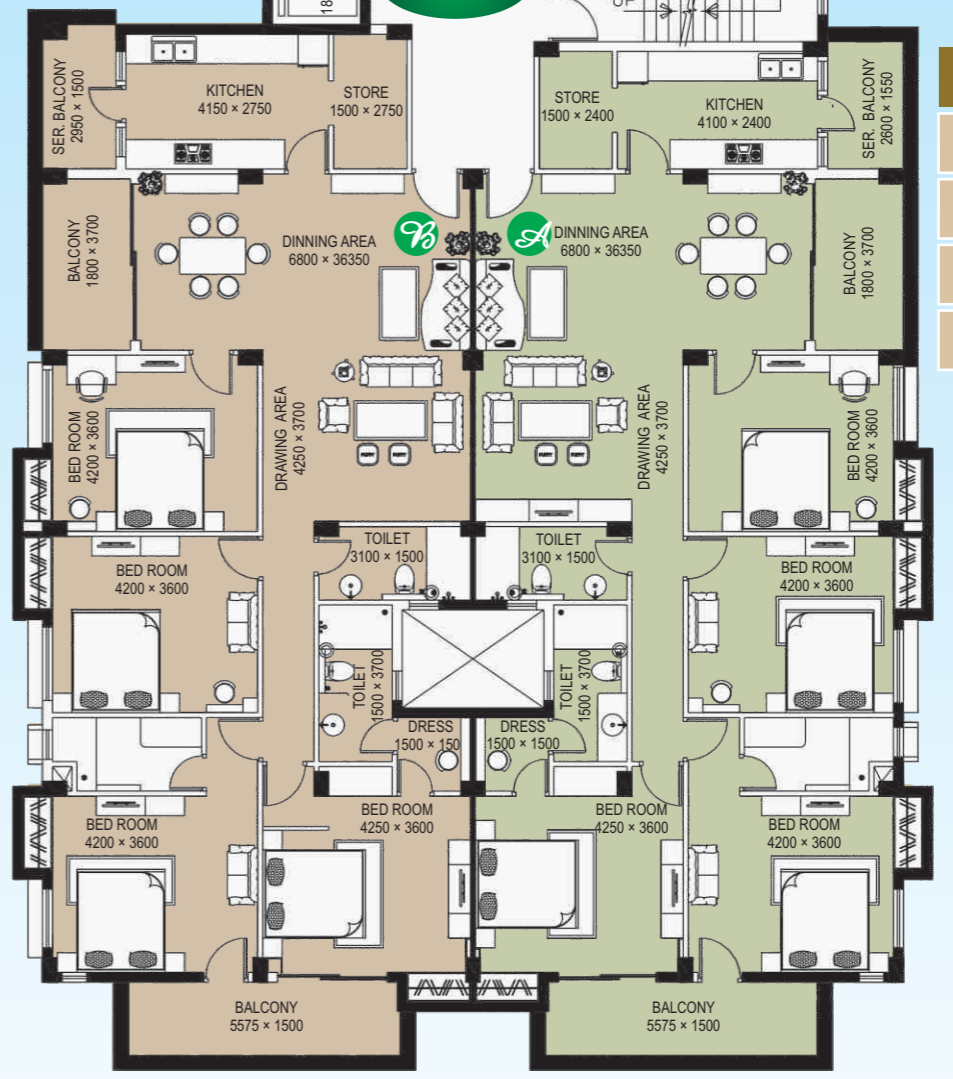 18
UP
SER. BALCONY
2950 × 1500
KITCHEN
4150 × 2750
STORE
1500 × 2750
STORE
1500 × 2400
KITCHEN
4100 × 2400
SER. BALCONY
2600 × 1550
BALCONY
1800 × 3700
DINNING AREA
6800 × 36350
B
A
DINNING AREA
6800 × 36350
BALCONY
1800 × 3700
BED ROOM
4200 × 3600
DRAWING AREA
4250 × 3700
DRAWING AREA
4250 × 3700
BED ROOM
4200 × 3600
TOILET
3100 × 1500
TOILET
3100 × 1500
BED ROOM
4200 × 3600
BED ROOM
4200 × 3600
TOILET
1500 × 3700
TOILET
1500 × 3700
DRESS
1500 × 150
DRESS
1500 × 1500
BED ROOM
4200 × 3600
BED ROOM
4250 × 3600
BED ROOM
4250 × 3600
BED ROOM
4200 × 3600
BALCONY
5575 × 1500
BALCONY
5575 × 1500